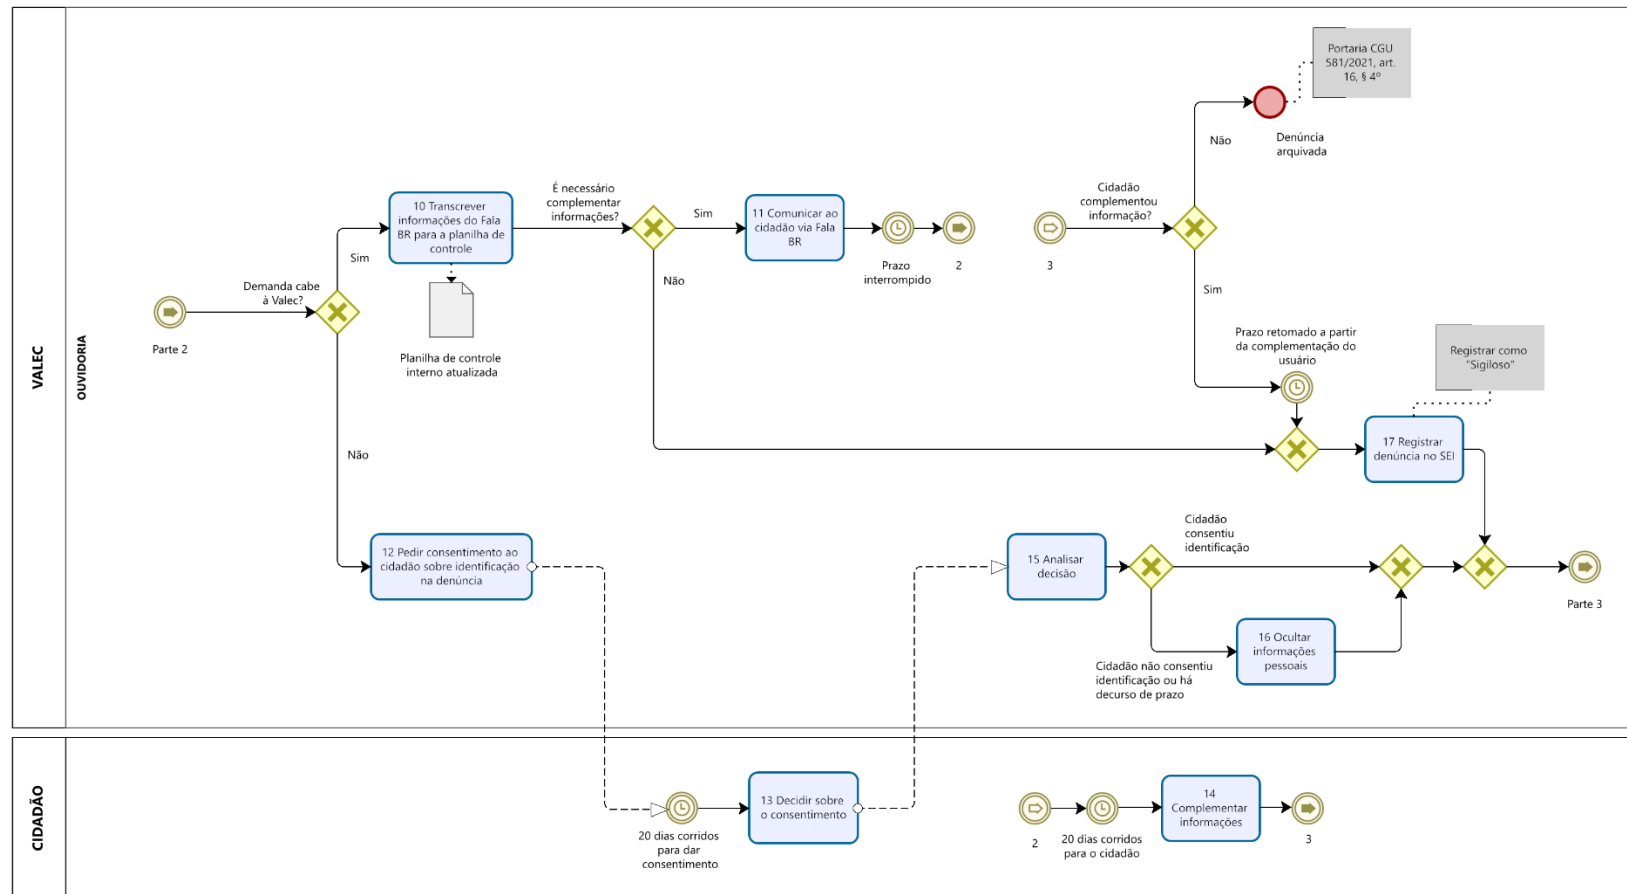 VALEC
OUVIDORIA
Parte 2
Demanda cabe
à Valec?
Sim
Não
10 Transcrever
informações do Fala
BR para a planilha de
controle
Planilha de controle
interno atualizada
É necessário
complementar
informações?
Sim
Não
11 Comunicar ao
cidadão via Fala
BR
Prazo
interrompido
2
3
Cidadão
complementou
informação?
Não
Sim
Denúncia
arquivada
Portaria CGU
581/2021, art.
16, § 4º
Prazo retomado a partir
da complementação do
usuário
Registrar como
"Sigiloso"
17 Registrar
denúncia no SEI
12 Pedir consentimento ao
cidadão sobre identificação
na denúncia
15 Analisar
decisão
Cidadão
consentiu
identificação
Cidadão não consentiu
identificação ou há
decurso de prazo
16 Ocultar
informações
pessoais
Parte 3
CIDADÃO
20 dias corridos
para dar
consentimento
13 Decidir sobre
o consentimento
2
20 dias corridos
para o cidadão
14
Complementar
informações
3